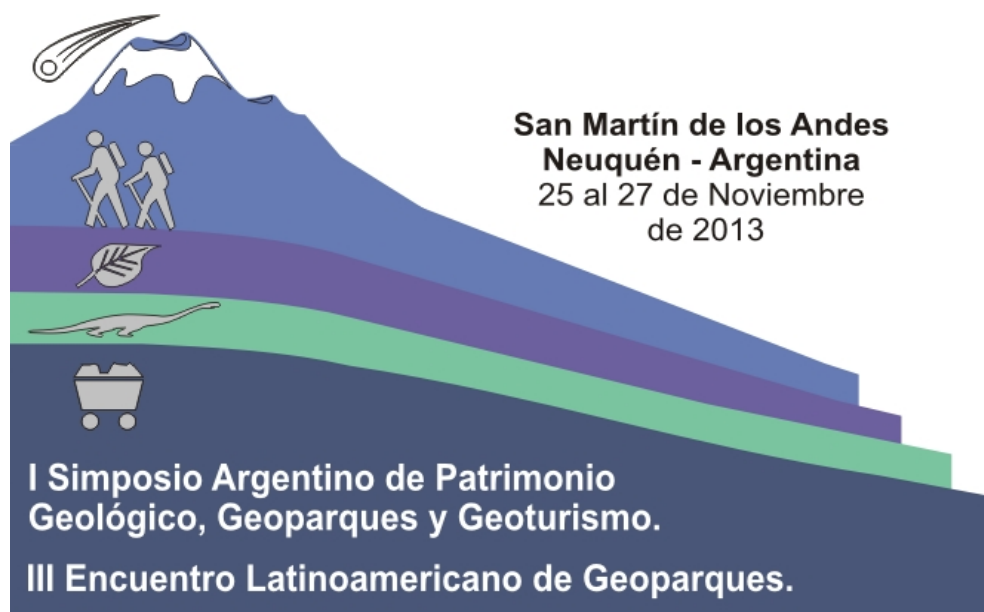 San Martín de los Andes
Neuquén - Argentina
25 al 27 de Noviembre
de 2013
I Simposio Argentino de Patrimonio
Geológico, Geoparques y Geoturismo.
III Encuentro Latinoamericano de Geoparques.